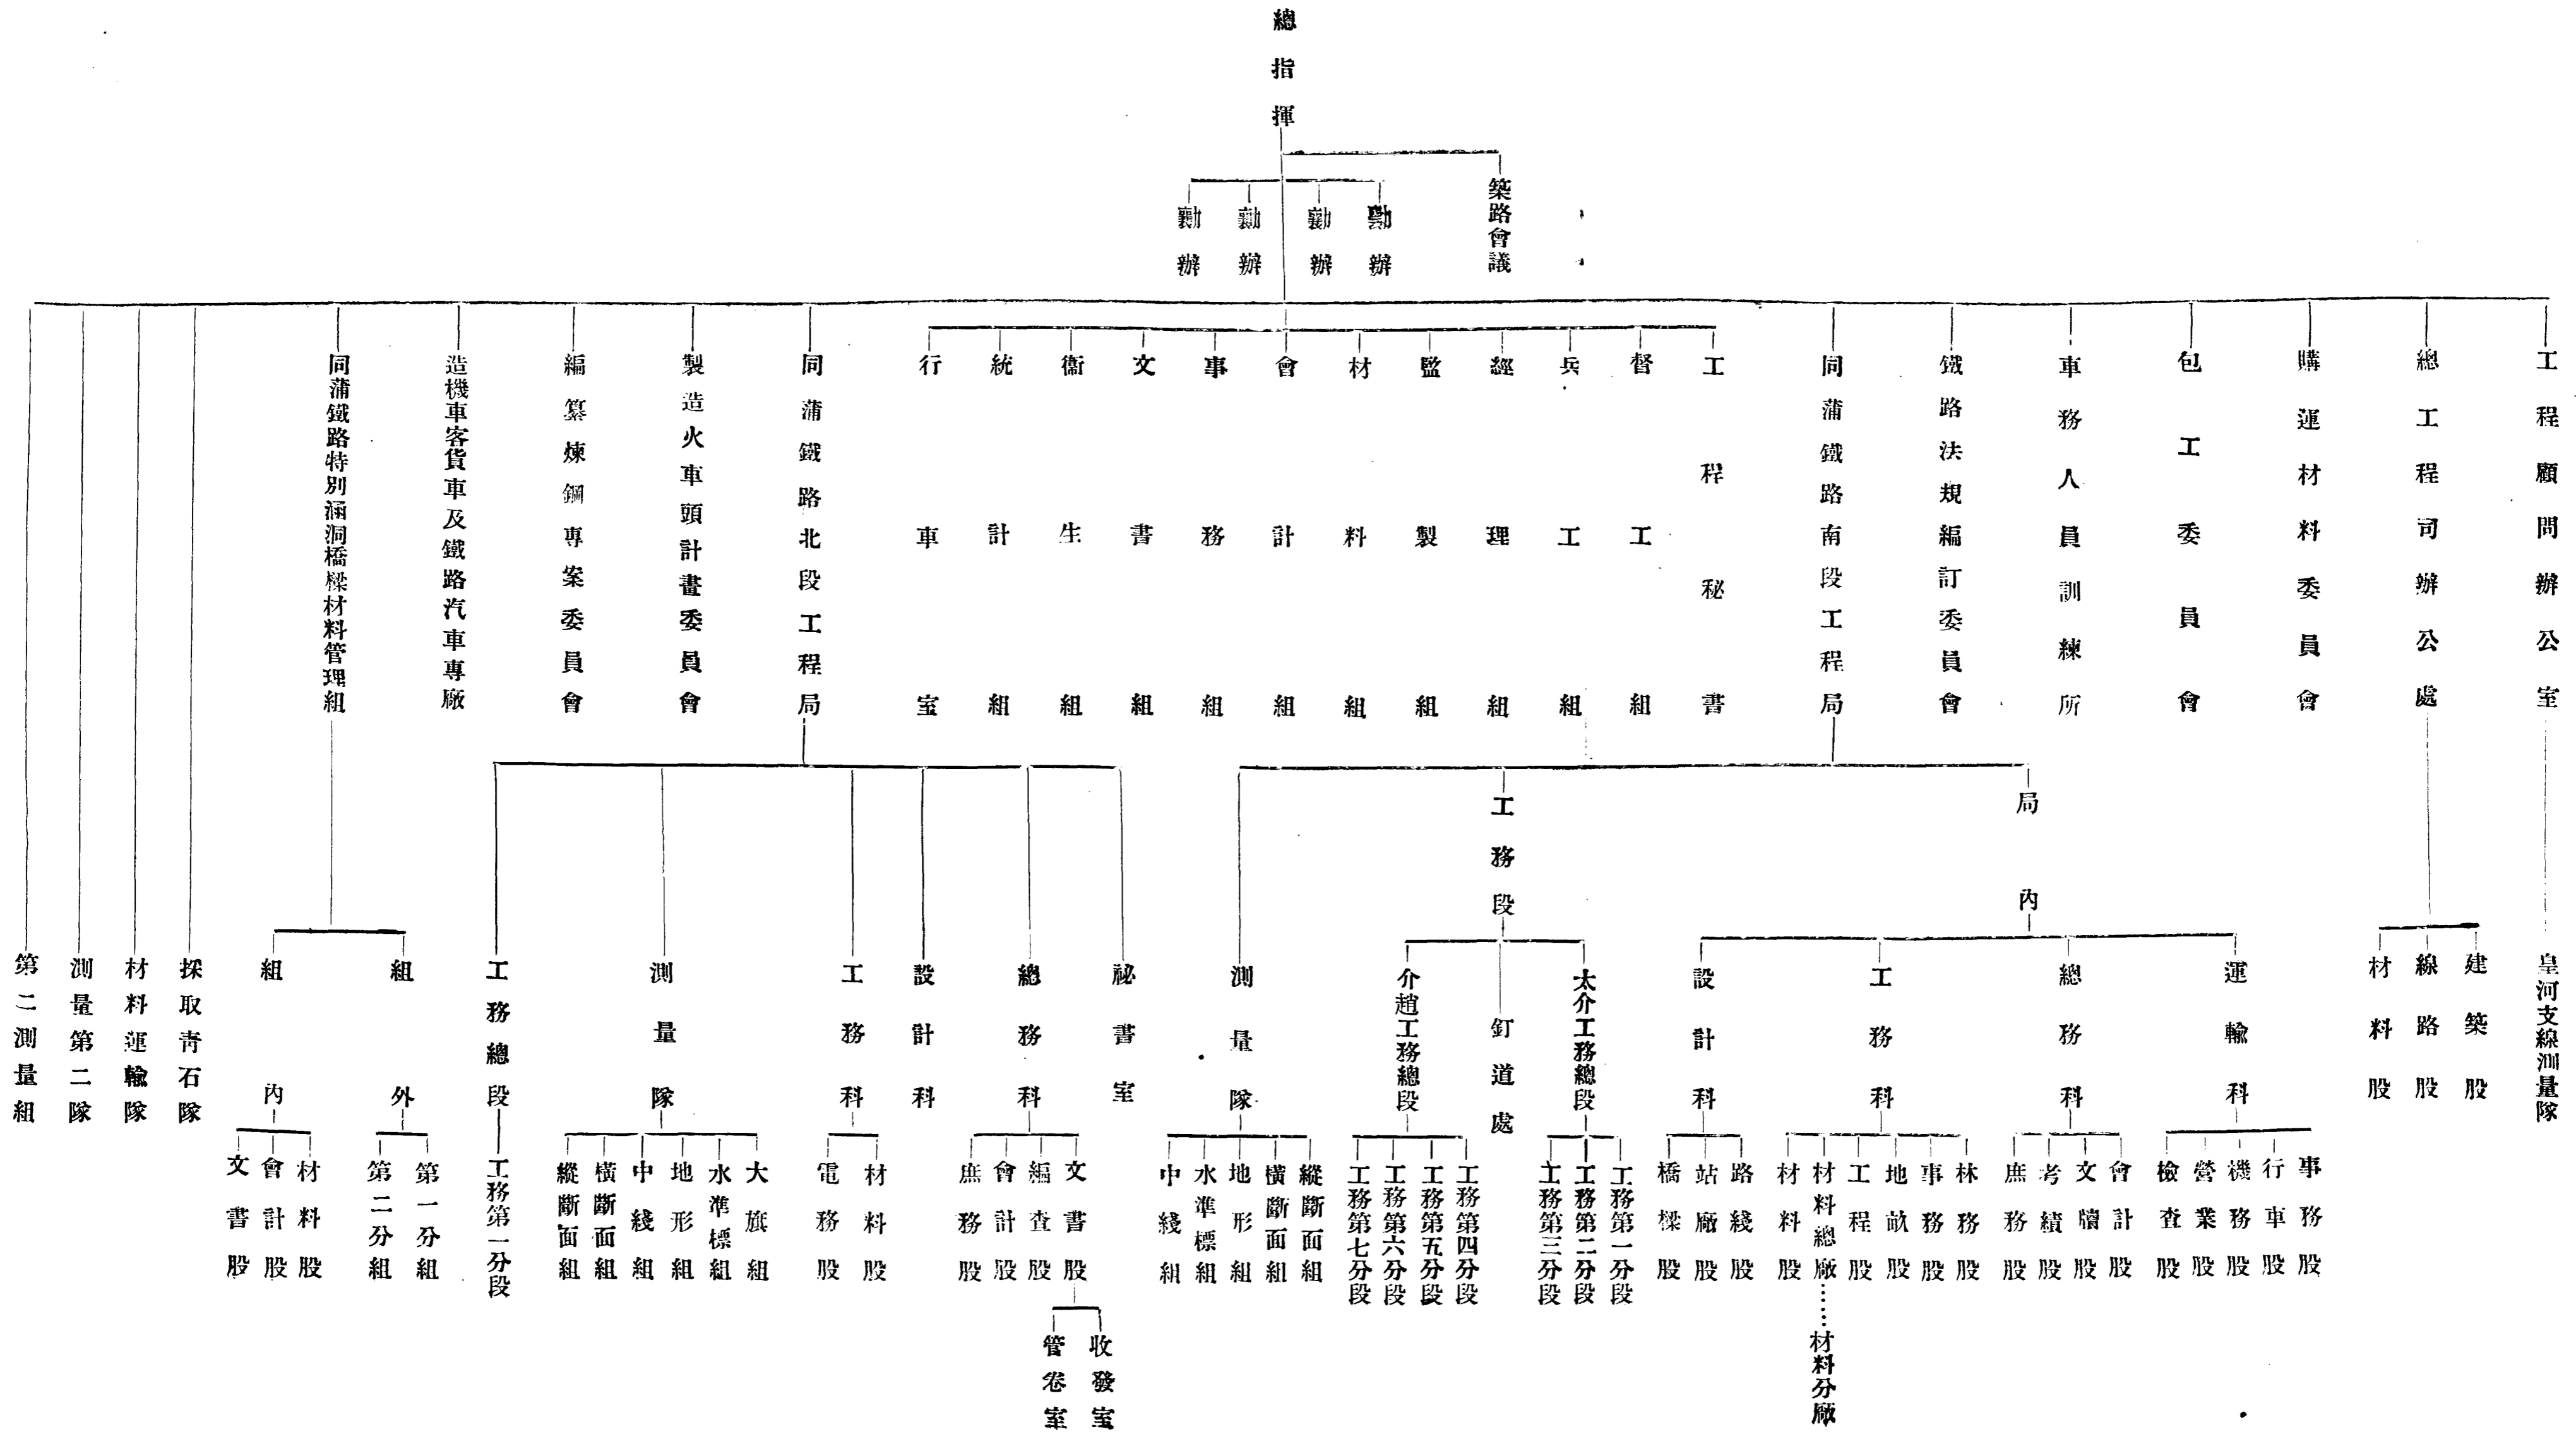 總指揮
築路會議
勷辦
勷辦
勷辦
勷辦
工程顧問辦公室
總工程司辦公處
購運材料委員會
包工委員會
車務人員訓練所
鐵路法規編訂委員會
同蒲鐵路南段工程局
工程秘書
督工組
兵工組
經理組
監製組
材料組
會計組
事務組
文書組
衞生組
統計組
行車室
同蒲鐵路北段工程局
製造火車頭計畫委員會
編纂煉鋼專案委員會
造機車客貨車及鐵路汽車專廠
同蒲鐵路特別涵洞橋樑材料管理組
局內
工務段
皇河支線測量隊
建築股
線路股
材料股
運輸科
總務科
工務科
設計科
太介工務總段
釘道處
介趙工務總段
測量隊
祕書室
總務科
設計科
工務科
測量隊
工務總段
組外
組內
採取青石隊
材料運輸隊
測量第二隊
第二測量組
事務股
行車股
機務股
營業股
檢查股
會計股
文牘股
考績股
庶務股
林務股
事務股
地畝股
工程股
材料總廠……材料分廠
材料股
路綫股
站廠股
橋樑股
工務第一分段
工務第二分段
工務第三分段
工務第四分段
工務第五分段
工務第六分段
工務第七分段
縱斷面組
橫斷面組
地形組
水準標組
中綫組
文書股
編查股
會計股
庶務股
收發室
管卷室
材料股
電務股
大旗組
水準標組
地形組
中綫組
橫斷面組
縱斷面組
工務第一分段
第一分組
第二分組
材料股
會計股
文書股